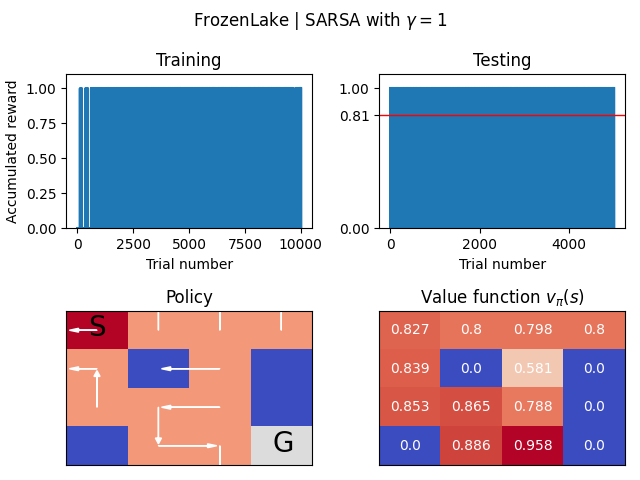 FrozenLake | SARSA with γ = 1
Training
Accumulated reward
1.00
0.75
0.50
0.25
0.00
0 2500 5000 7500 10000
Trial number
Testing
1.00
0.81
0.00
0 2000 4000
Trial number
Policy
S
G
Value function vπ(s)
0.827 0.8 0.798 0.8
0.839 0.0 0.581 0.0
0.853 0.865 0.788 0.0
0.0 0.886 0.958 0.0